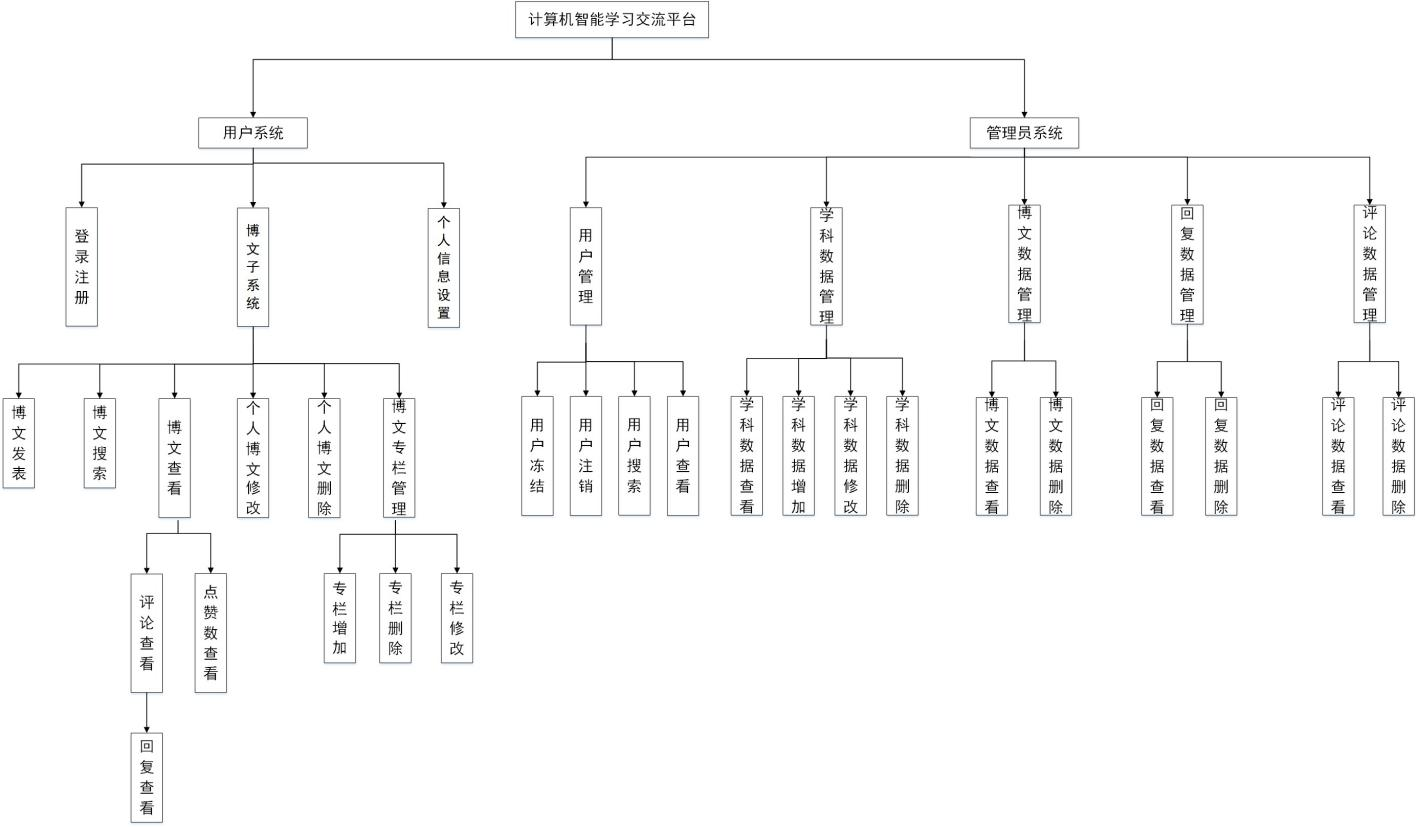 计算机智能学习交流平台
用户系统
管理员系统
登录注册
博文子系统
个人信息设置
用户管理
学科数据管理
博文数据管理
回复数据管理
评论数据管理
博文发表
博文搜索
博文查看
个人博文修改
个人博文删除
博文专栏管理
用户冻结
用户注销
用户搜索
用户查看
学科数据查看
学科数据增加
学科数据修改
学科数据删除
博文数据查看
博文数据删除
回复数据查看
回复数据删除
评论数据查看
评论数据删除
评论查看
点赞数查看
专栏增加
专栏删除
专栏修改
回复查看